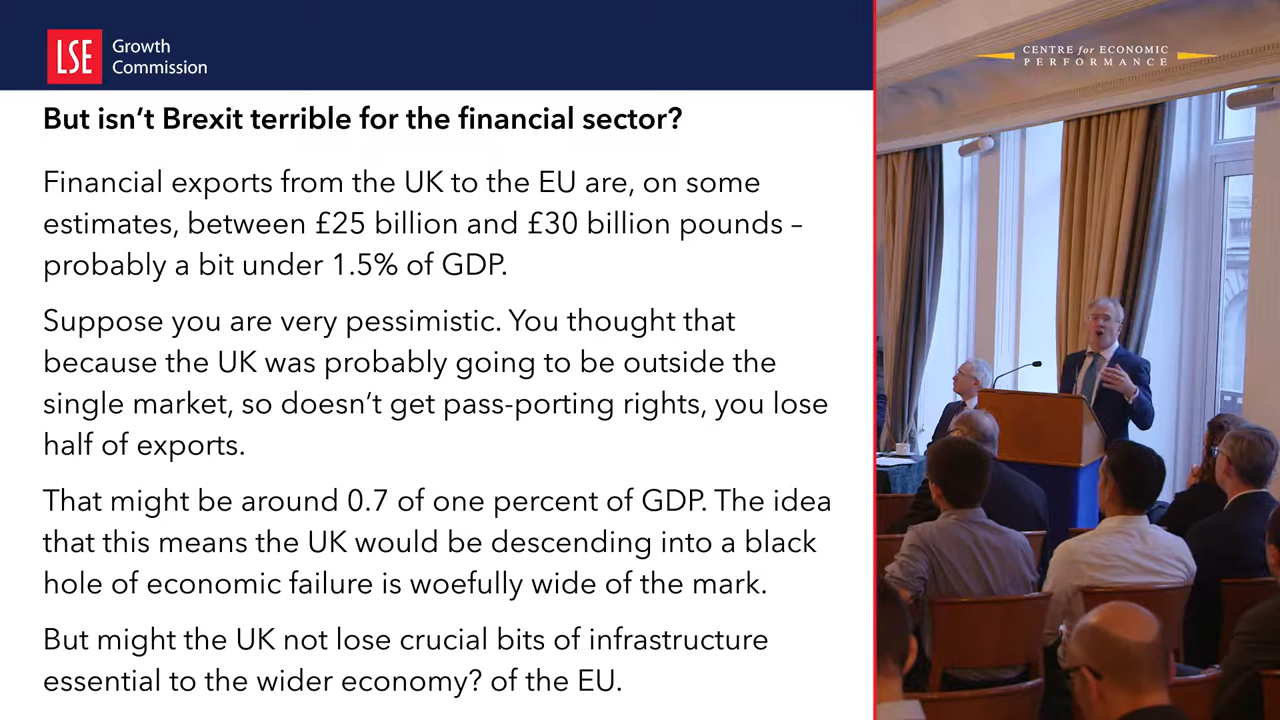 LSE
Growth
Commission
CENTRE for ECONOMIC
PERFORMANCE
But isn’t Brexit terrible for the financial sector?
Financial exports from the UK to the EU are, on some
estimates, between £25 billion and £30 billion pounds –
probably a bit under 1.5% of GDP.
Suppose you are very pessimistic. You thought that
because the UK was probably going to be outside the
single market, so doesn’t get pass-porting rights, you lose
half of exports.
That might be around 0.7 of one percent of GDP. The idea
that this means the UK would be descending into a black
hole of economic failure is woefully wide of the mark.
But might the UK not lose crucial bits of infrastructure
essential to the wider economy? of the EU.